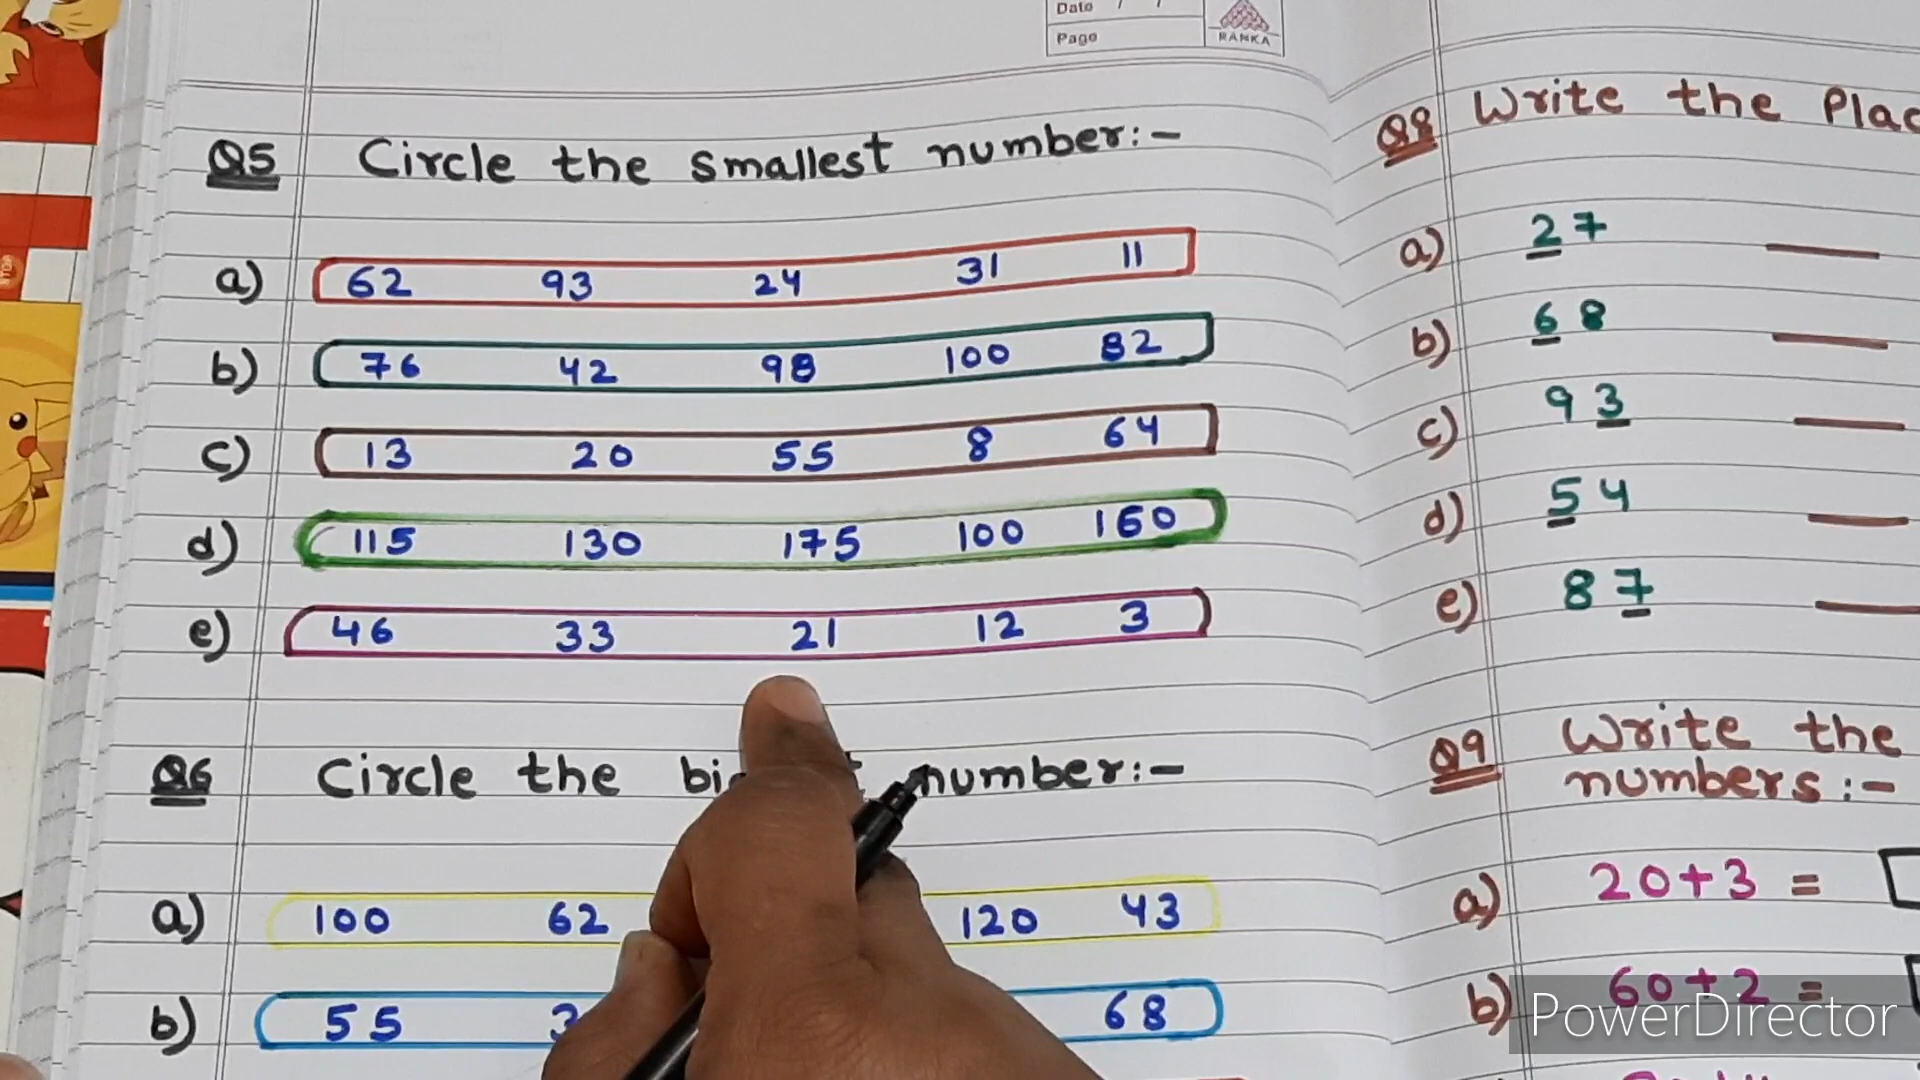 Date / /
Page
RANKA
Q5 Circle the smallest number:-
a) 62 93 24 31 11
b) 76 42 98 100 82
c) 13 20 55 8 64
d) 115 130 175 100 160
e) 46 33 21 12 3
Q6 Circle the number:-
a) 100 62 120 43
b) 55 68
Q8 Write the
a) 27
b) 68
c) 93
d) 54
e) 87
Q9 Write the
numbers:-
a) 20+3 =
b) 60+2 =
PowerDirector